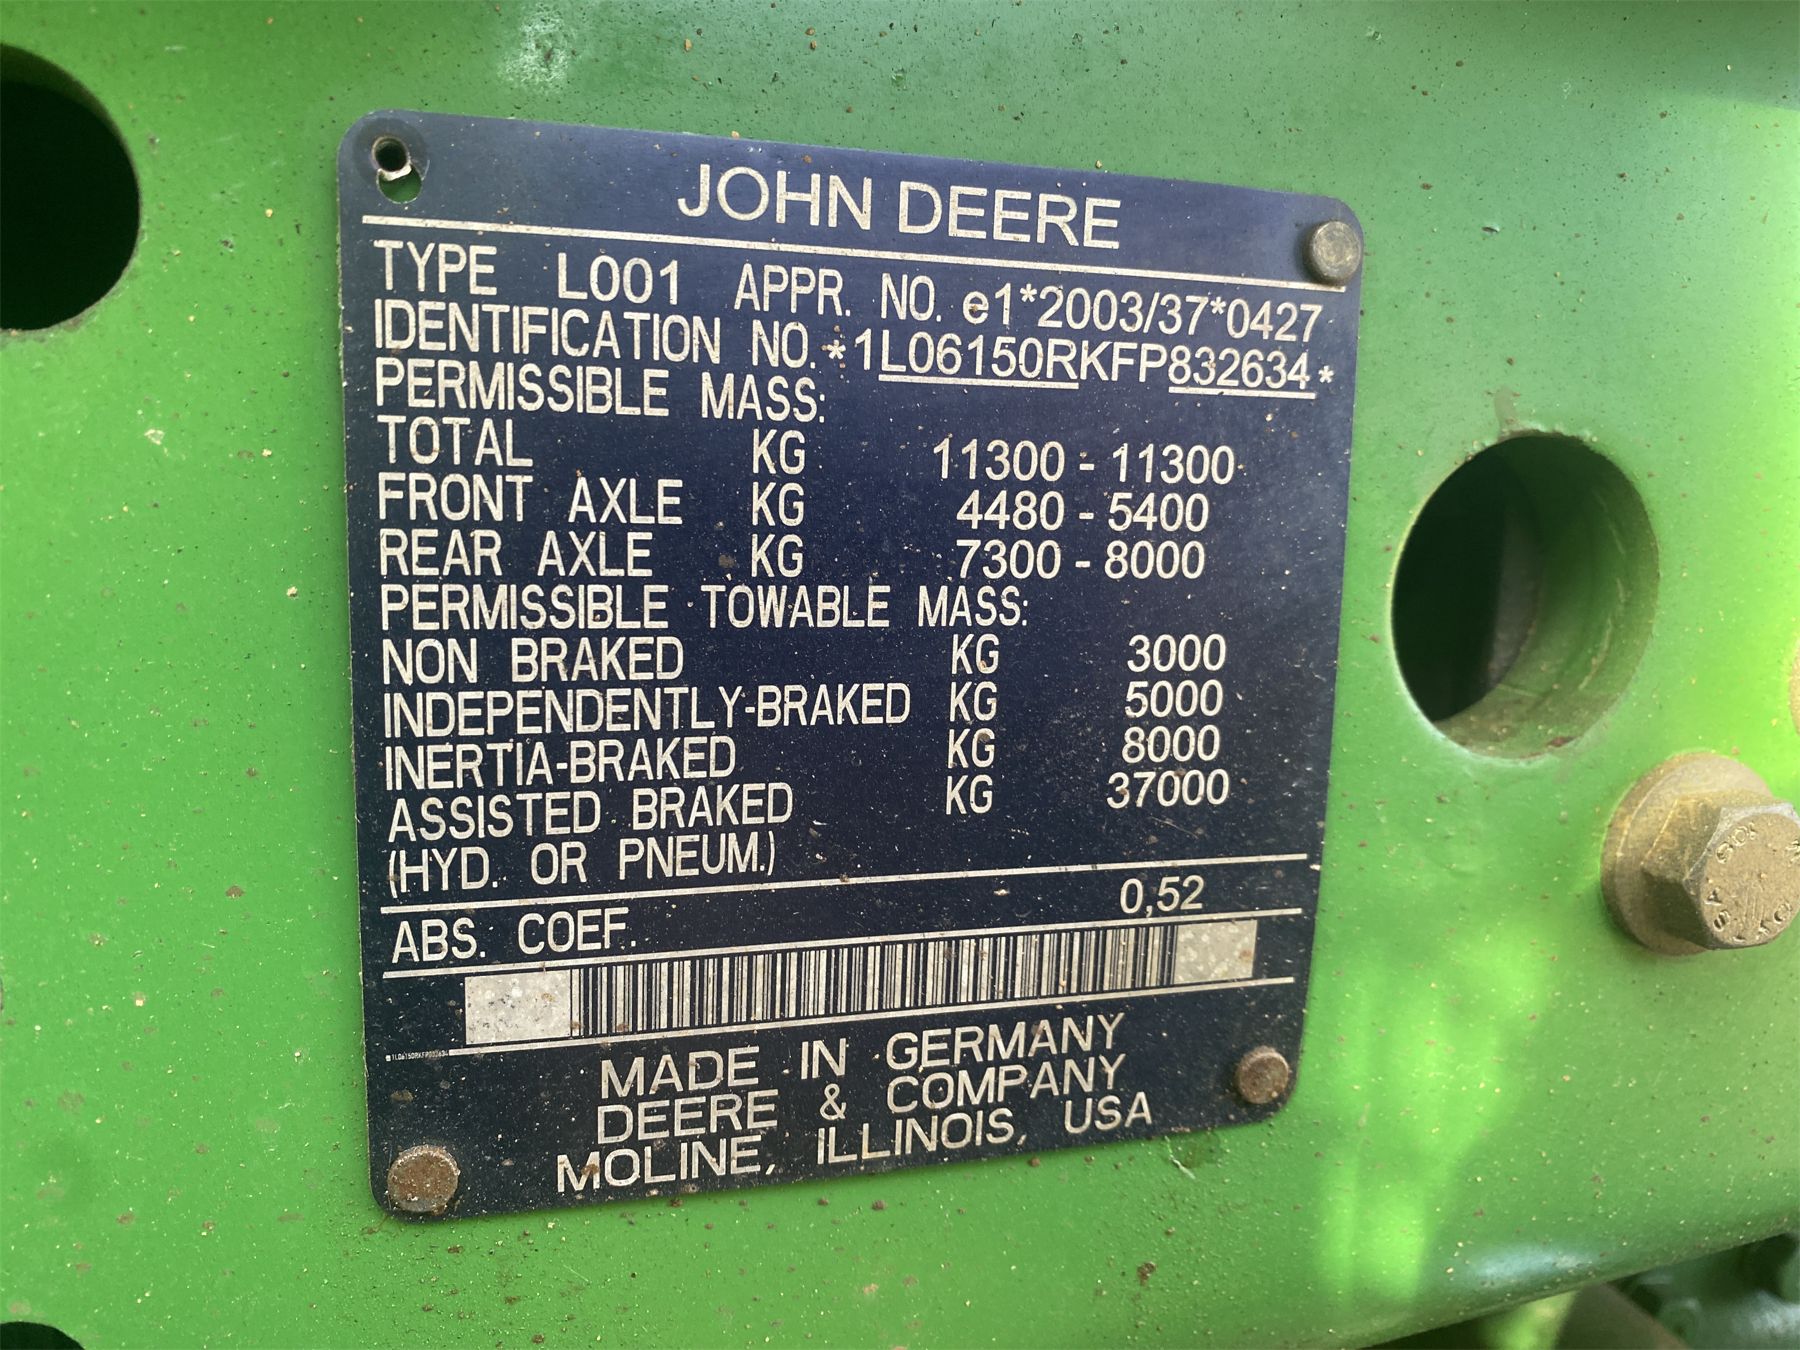 JOHN DEERE
TYPE L001 APPR. NO. e1*2003/37*0427
IDENTIFICATION NO. *1L06150RKFP832634*
PERMISSIBLE MASS:
TOTAL KG 11300 - 11300
FRONT AXLE KG 4480 - 5400
REAR AXLE KG 7300 - 8000
PERMISSIBLE TOWABLE MASS:
NON BRAKED KG 3000
INDEPENDENTLY-BRAKED KG 5000
INERTIA-BRAKED KG 8000
ASSISTED BRAKED KG 37000
(HYD. OR PNEUM.)
ABS. COEF. 0,52
1L06150RKFP832634
MADE IN GERMANY
DEERE & COMPANY
MOLINE, ILLINOIS, USA